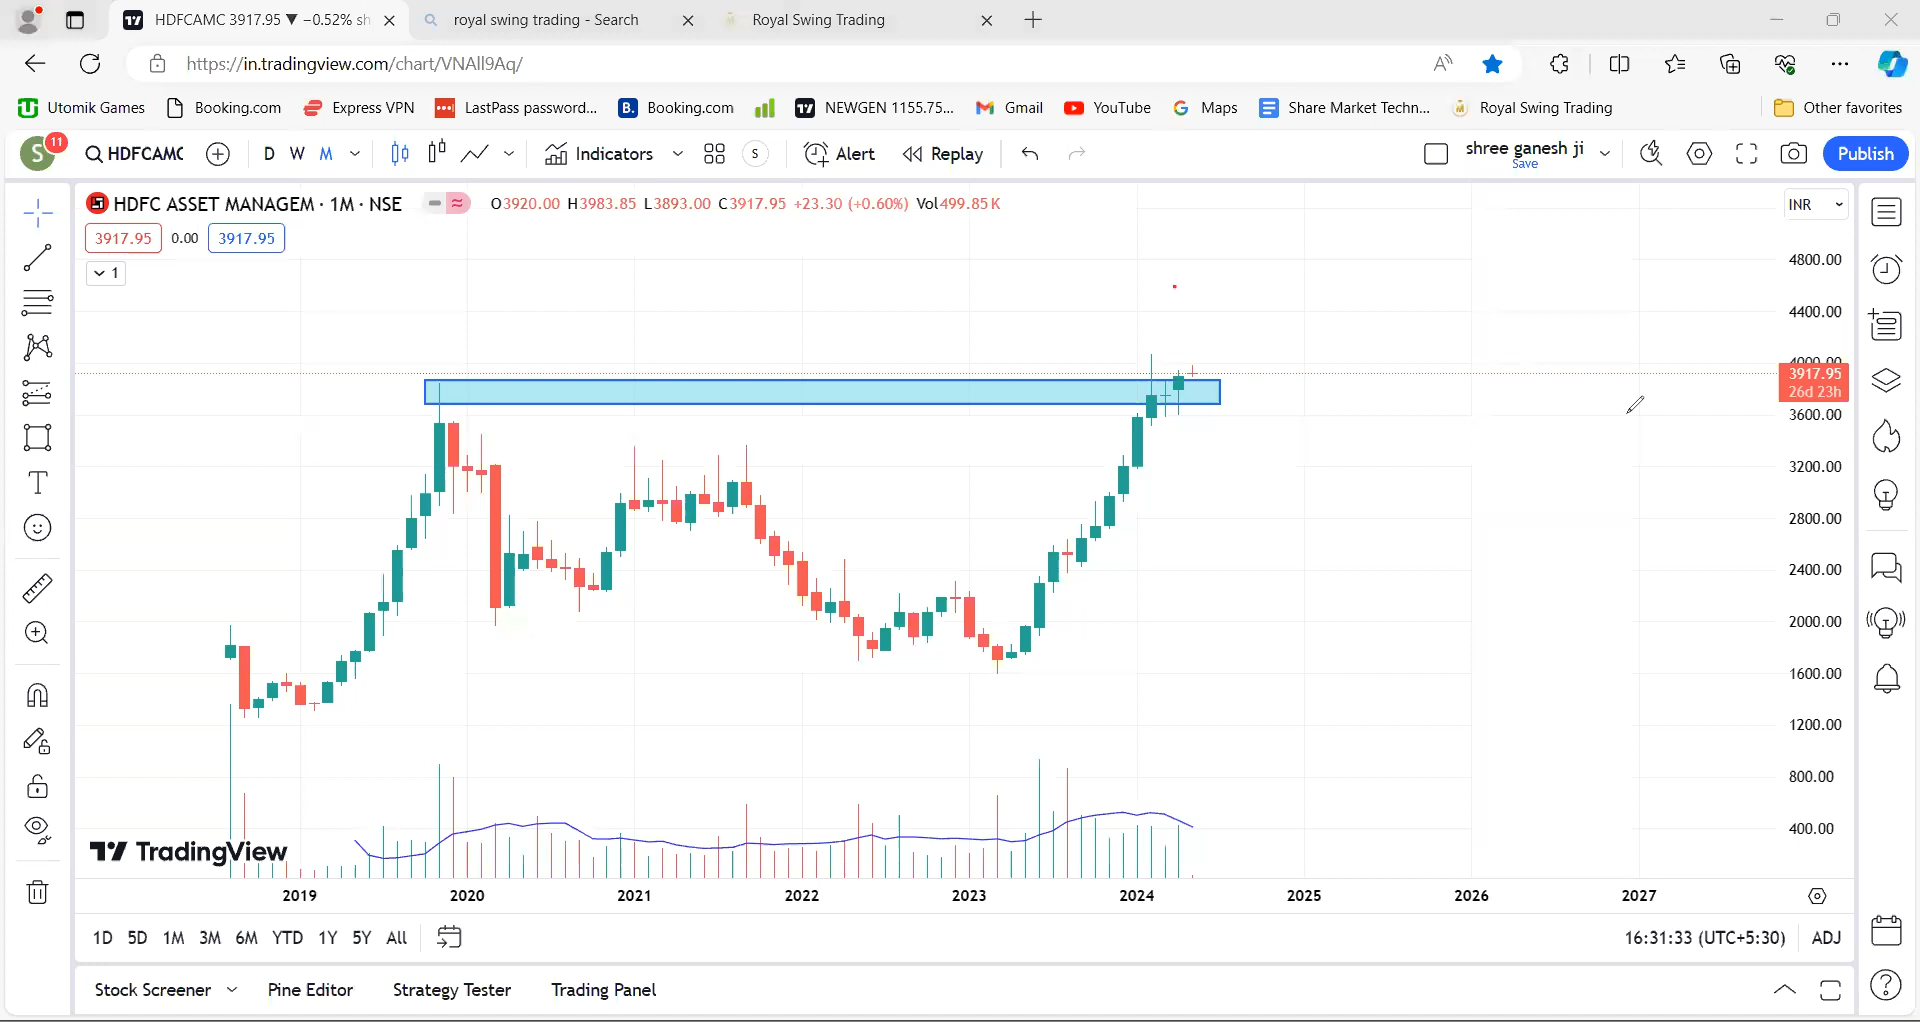 HDFCAMC 3917.95 ▼ −0.52% sh
royal swing trading - Search
Royal Swing Trading
https://in.tradingview.com/chart/VNAll9Aq/
Utomik Games
Booking.com
Express VPN
LastPass password...
Booking.com
NEWGEN 1155.75...
Gmail
YouTube
Maps
Share Market Techn...
Royal Swing Trading
Other favorites
S
11
HDFCAMC
D W M
Indicators
S
Alert
Replay
shree ganesh ji
Save
Publish
HDFC ASSET MANAGEM · 1M · NSE
O3920.00 H3983.85 L3893.00 C3917.95 +23.30 (+0.60%) Vol499.85K
INR
3917.95 0.00 3917.95
1
4800.00
4400.00
4000.00
3917.95
26d 23h
3600.00
3200.00
2800.00
2400.00
2000.00
1600.00
1200.00
800.00
400.00
TradingView
2019 2020 2021 2022 2023 2024 2025 2026 2027
1D 5D 1M 3M 6M YTD 1Y 5Y All
16:31:33 (UTC+5:30)
ADJ
Stock Screener
Pine Editor
Strategy Tester
Trading Panel